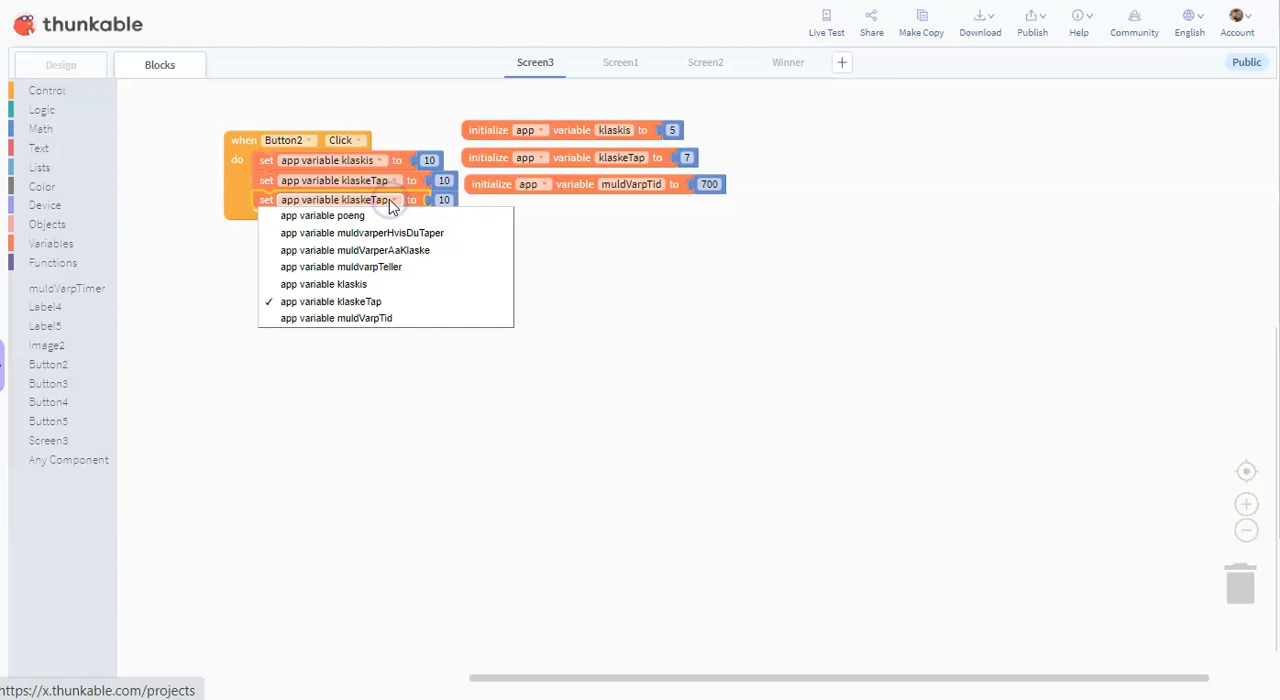 thunkable
Live Test
Share
Make Copy
Download
Publish
Help
Community
English
Account
Design
Blocks
Screen3
Screen1
Screen2
Winner
Public
Control
Logic
Math
Text
Lists
Color
Device
Objects
Variables
Functions
muldVarpTimer
Label4
Label5
Image2
Button2
Button3
Button4
Button5
Screen3
Any Component
when Button2 Click
do set app variable klaskis to 10
set app variable klaskeTap to 10
set app variable klaskeTap to 10
app variable poeng
app variable muldvarperHvisDuTaper
app variable muldVarperAaKlaske
app variable muldvarpTeller
app variable klaskis
✓ app variable klaskeTap
app variable muldVarpTid
initialize app variable klaskis to 5
initialize app variable klaskeTap to 7
initialize app variable muldVarpTid to 700
https://x.thunkable.com/projects